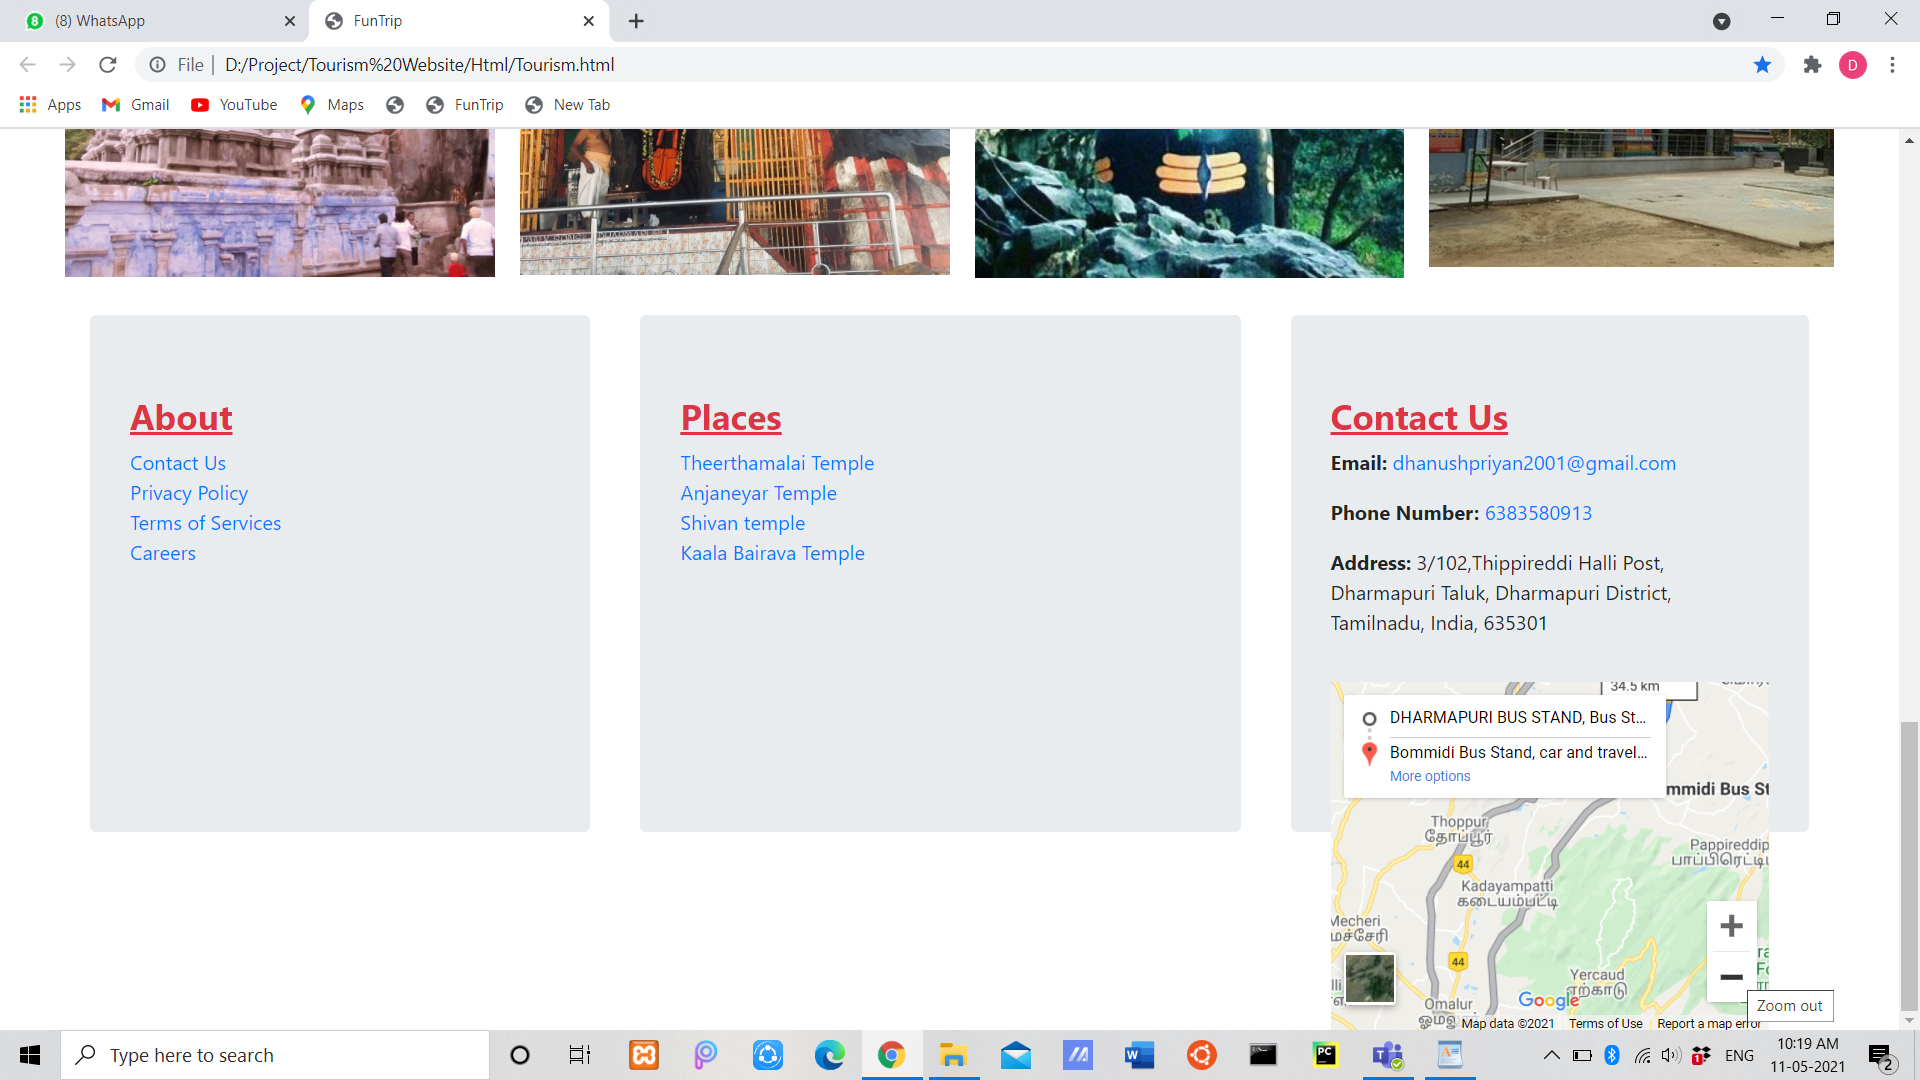 (8) WhatsApp
FunTrip
File
D:/Project/Tourism%20Website/Html/Tourism.html
D
Apps
Gmail
YouTube
Maps
FunTrip
New Tab
About
Contact Us
Privacy Policy
Terms of Services
Careers
Places
Theerthamalai Temple
Anjaneyar Temple
Shivan temple
Kaala Bairava Temple
Contact Us
Email: dhanushpriyan2001@gmail.com
Phone Number: 6383580913
Address: 3/102,Thippireddi Halli Post,
Dharmapuri Taluk, Dharmapuri District,
Tamilnadu, India, 635301
34.5 km
DHARMAPURI BUS STAND, Bus St...
Bommidi Bus Stand, car and travel...
More options
mmidi Bus St
Thoppur
தோப்பூர்
Pappireddip
பாப்பிரெட்டிப
44
Kadayampatti
கடையம்பட்டி
Mecheri
மேச்சேரி
44
Yercaud
ஏற்காடு
Omalur
ஓமலூர்
Google
Map data ©2021
Terms of Use
Report a map error
Zoom out
Type here to search
ENG
10:19 AM
11-05-2021
2